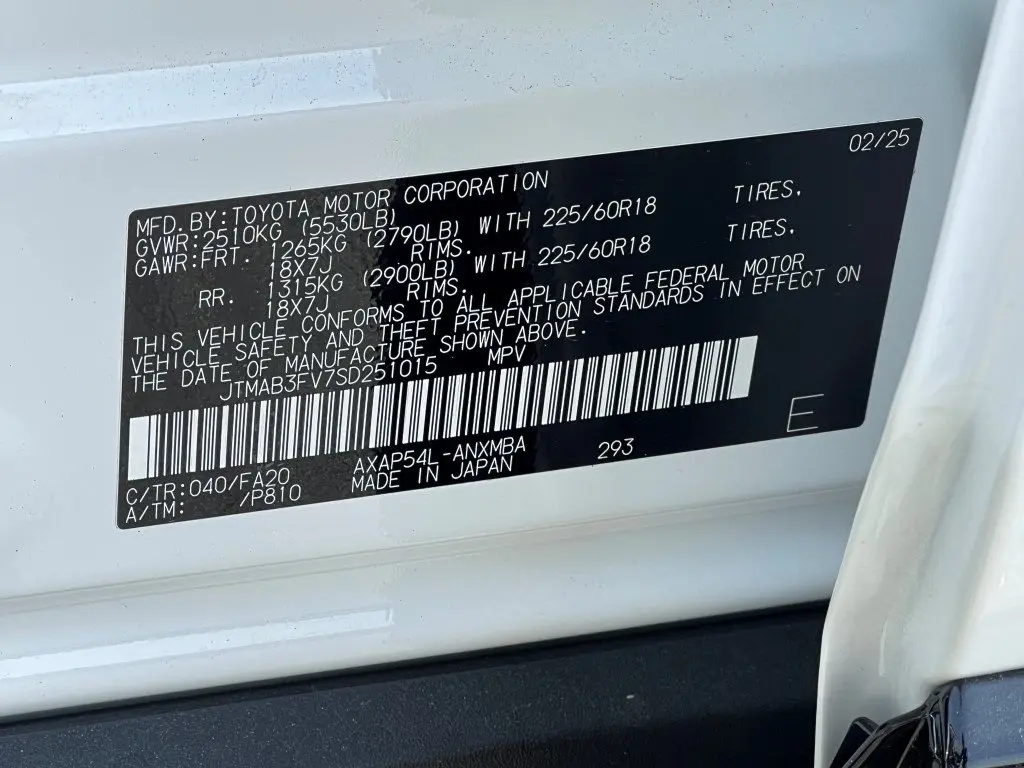 02/25
MFD.BY:TOYOTA MOTOR CORPORATION
GVWR:2510KG (5530LB)
GAWR:FRT. 1265KG (2790LB) WITH 225/60R18 TIRES,
18X7J RIMS.
RR. 1315KG (2900LB) WITH 225/60R18 TIRES,
18X7J RIMS.
THIS VEHICLE CONFORMS TO ALL APPLICABLE FEDERAL MOTOR
VEHICLE SAFETY AND THEFT PREVENTION STANDARDS IN EFFECT ON
THE DATE OF MANUFACTURE SHOWN ABOVE.
JTMAB3FV7SD251015 MPV
E
C/TR:040/FA20 AXAP54L-ANXMBA 293
A/TM: /P810 MADE IN JAPAN